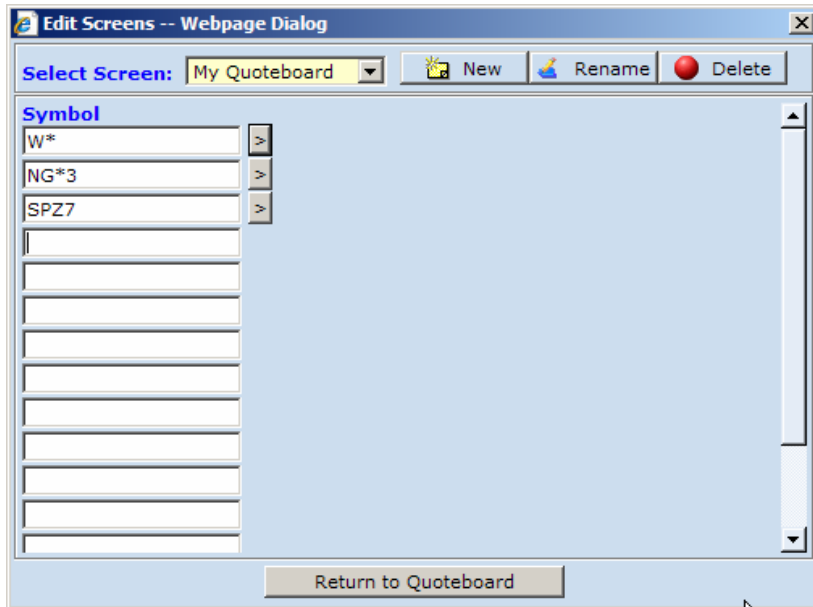 Edit Screens -- Webpage Dialog
Select Screen: My Quoteboard New Rename Delete
Symbol
W* >
NG*3 >
SPZ7 >
Return to Quoteboard